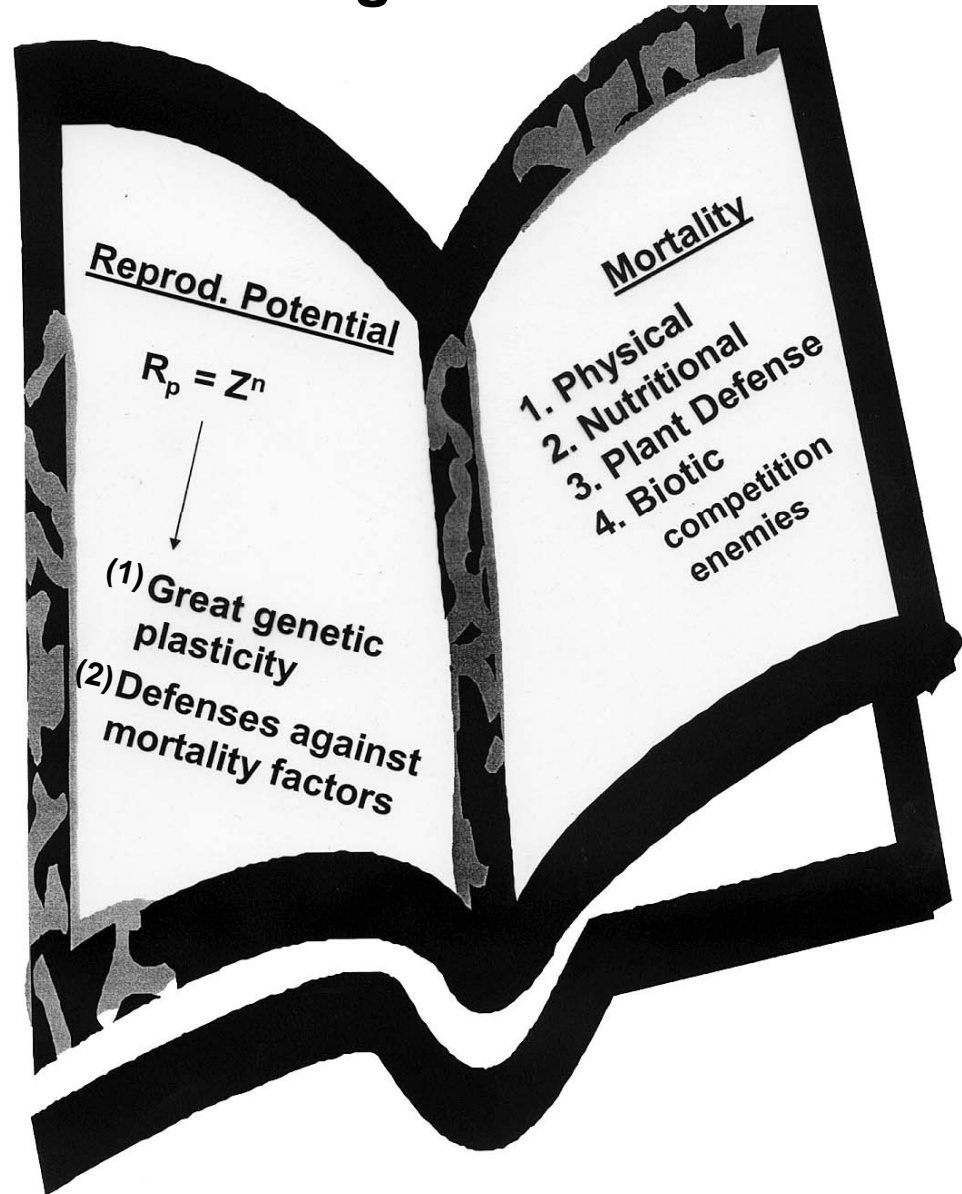 Reprod. Potential
Rp = Zⁿ
(1) Great genetic
plasticity
(2) Defenses against
mortality factors
Mortality
1. Physical
2. Nutritional
3. Plant Defense
4. Biotic
competition
enemies